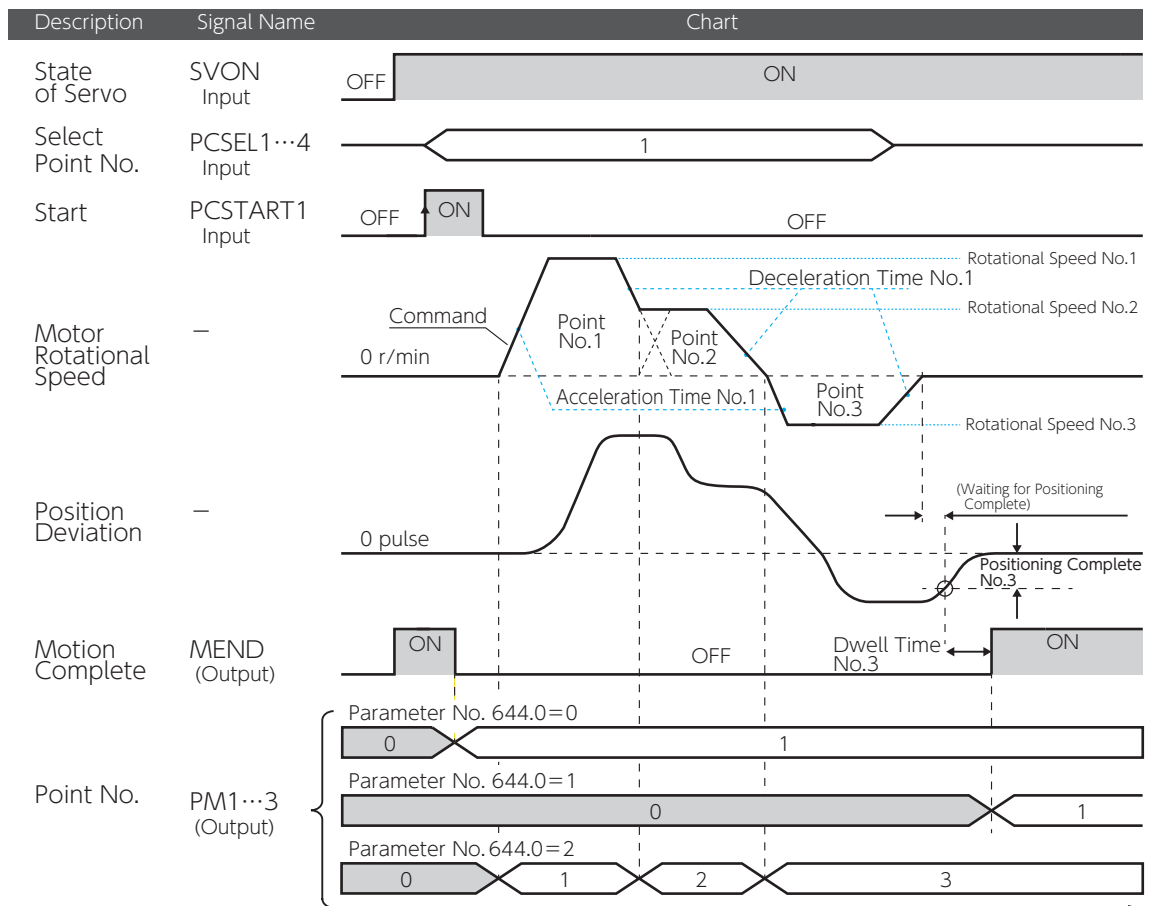 Description Signal Name Chart
State
of Servo
SVON
Input
OFF
ON
Select
Point No.
PCSEL1…4
Input
1
Start
PCSTART1
Input
OFF
ON
OFF
Motor
Rotational
Speed
–
Command
0 r/min
Point
No.1
Point
No.2
Point
No.3
Rotational Speed No.1
Deceleration Time No.1
Rotational Speed No.2
Acceleration Time No.1
Rotational Speed No.3
Position
Deviation
–
0 pulse
(Waiting for Positioning
Complete)
Positioning Complete
No.3
Motion
Complete
MEND
(Output)
ON
OFF
Dwell Time
No.3
ON
Point No.
PM1…3
(Output)
Parameter No. 644.0=0
0 1
Parameter No. 644.0=1
0 1
Parameter No. 644.0=2
0 1 2 3